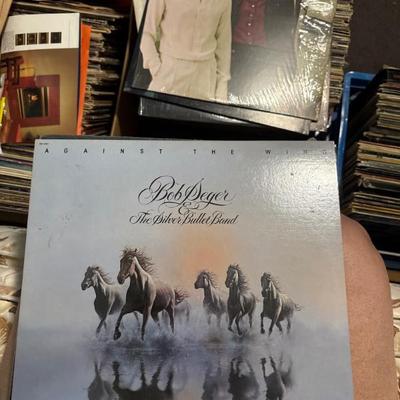 AGAINST THE WIND
Bob Seger
&
The Silver Bullet Band